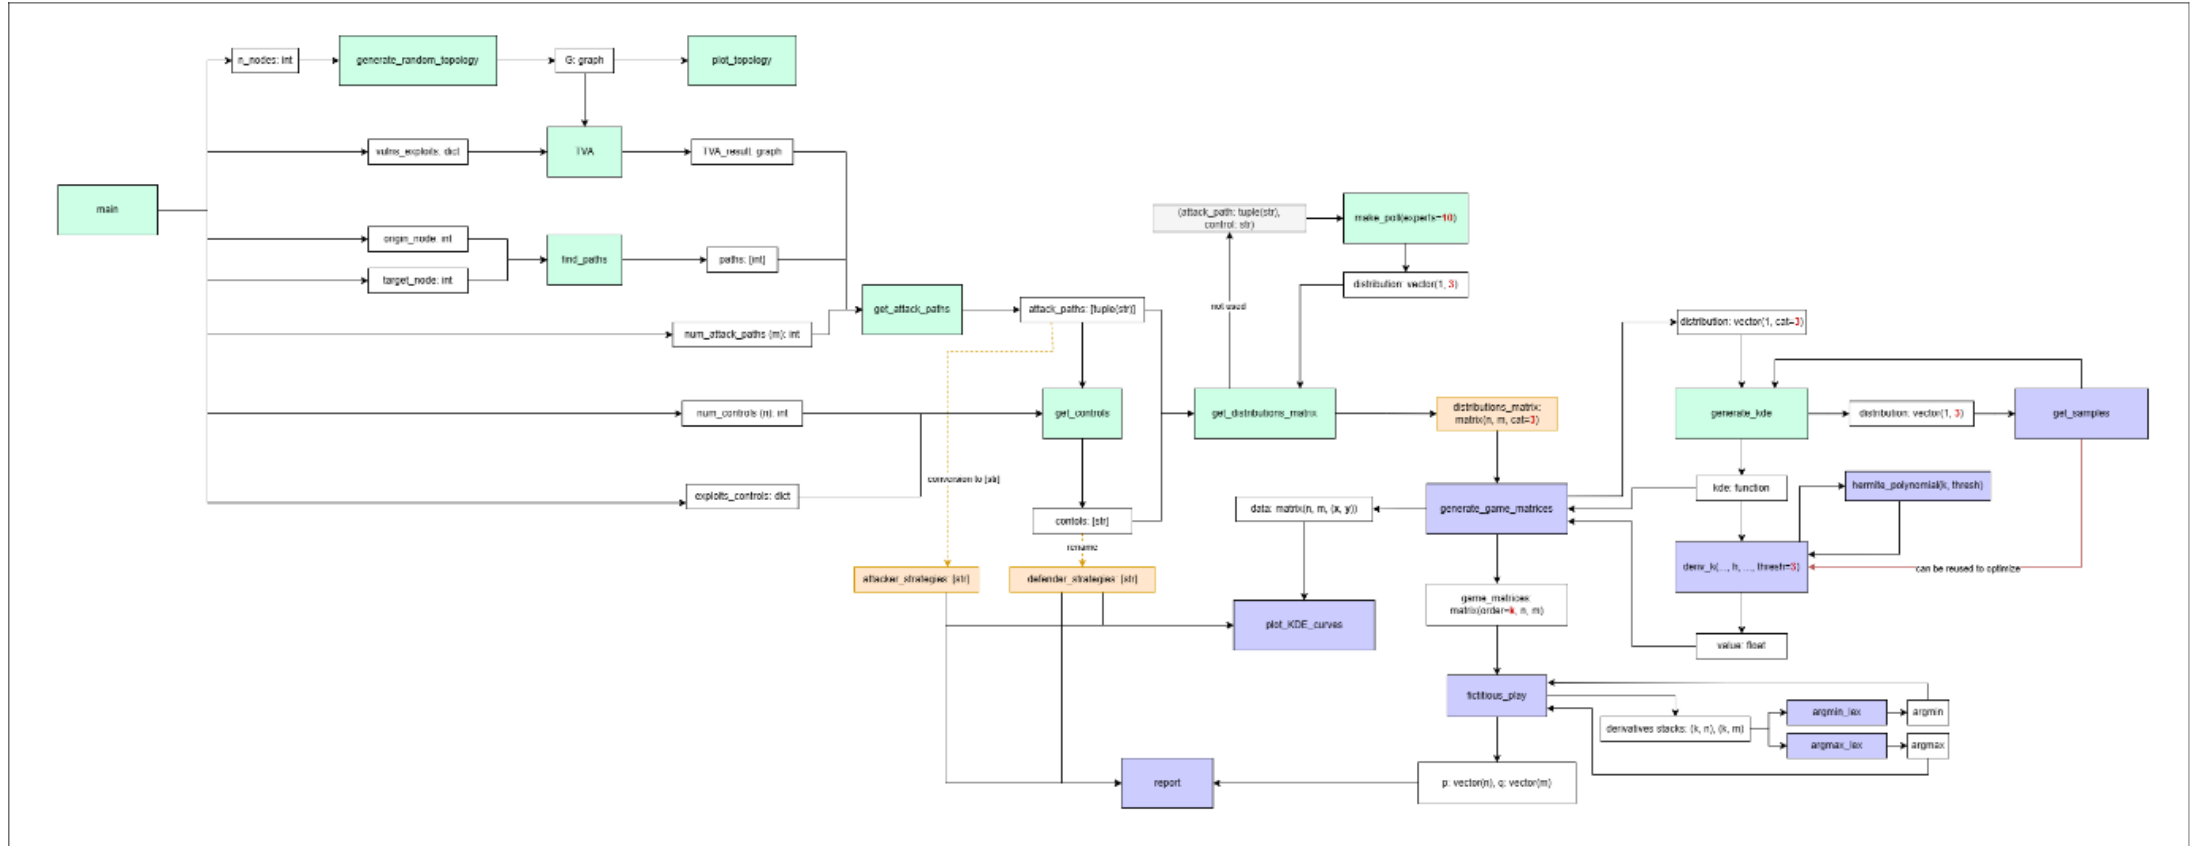 n_nodes: int
generate_random_topology
G: graph
plot_topology
vulns_exploits: dict
TVA
TVA_result: graph
main
(attack_path: tuple(str),
control: str)
make_poll(experts=10)
origin_node: int
find_paths
paths: [int]
target_node: int
distribution: vector(1, 3)
not used
get_attack_paths
attack_paths: [tuple(str)]
num_attack_paths (m): int
distribution: vector(1, cat=3)
num_controls (n): int
get_controls
get_distributions_matrix
distributions_matrix:
matrix(n, m, cat=3)
generate_kde
distribution: vector(1, 3)
get_samples
conversion to [str]
exploits_controls: dict
kde: function
hermite_polynomial(k, thresh)
data: matrix(n, m, (x, y))
generate_game_matrices
contols: [str]
rename
deriv_k(..., h, ..., thresh=3)
can be reused to optimize
attacker_strategies: [str]
defender_strategies: [str]
game_matrices:
matrix(order=k, n, m)
plot_KDE_curves
value: float
fictitious_play
argmin_lex
argmin
derivatives stacks: (k, n), (k, m)
argmax_lex
argmax
report
p: vector(n), q: vector(m)